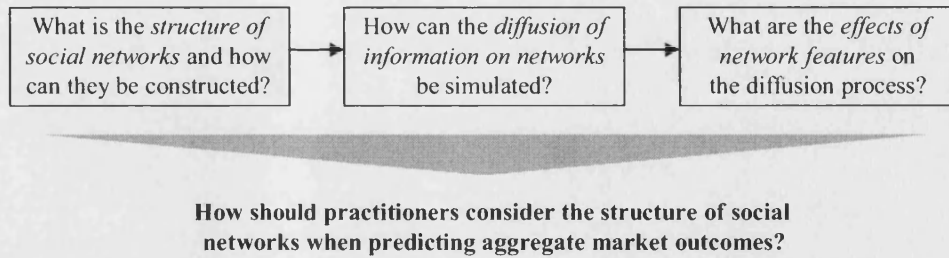 What is the structure of
social networks and how
can they be constructed?
How can the diffusion of
information on networks
be simulated?
What are the effects of
network features on
the diffusion process?
How should practitioners consider the structure of social
networks when predicting aggregate market outcomes?